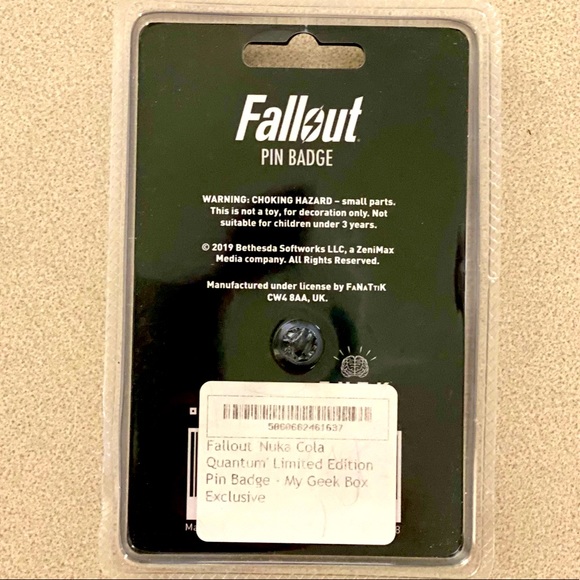 Fallout
PIN BADGE
WARNING: CHOKING HAZARD – small parts.
This is not a toy, for decoration only. Not
suitable for children under 3 years.
© 2019 Bethesda Softworks LLC, a ZeniMax
Media company. All Rights Reserved.
Manufactured under license by FaNaTtiK
CW4 8AA, UK.
5060662461637
Fallout 'Nuka Cola
Quantum' Limited Edition
Pin Badge - My Geek Box
Exclusive